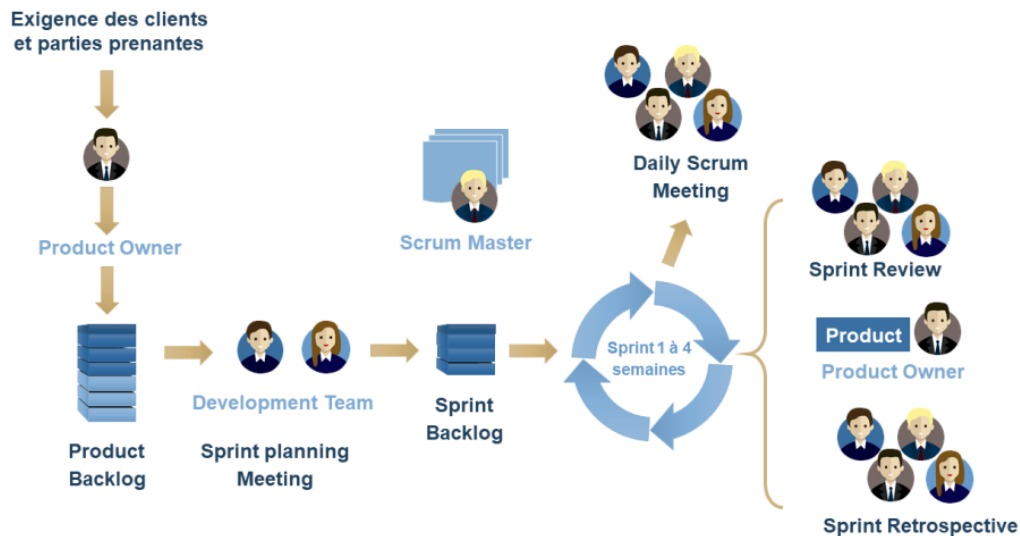 Exigence des clients
et parties prenantes
Product Owner
Product
Backlog
Development Team
Sprint planning
Meeting
Scrum Master
Sprint
Backlog
Sprint 1 à 4
semaines
Daily Scrum
Meeting
Sprint Review
Product
Product Owner
Sprint Retrospective